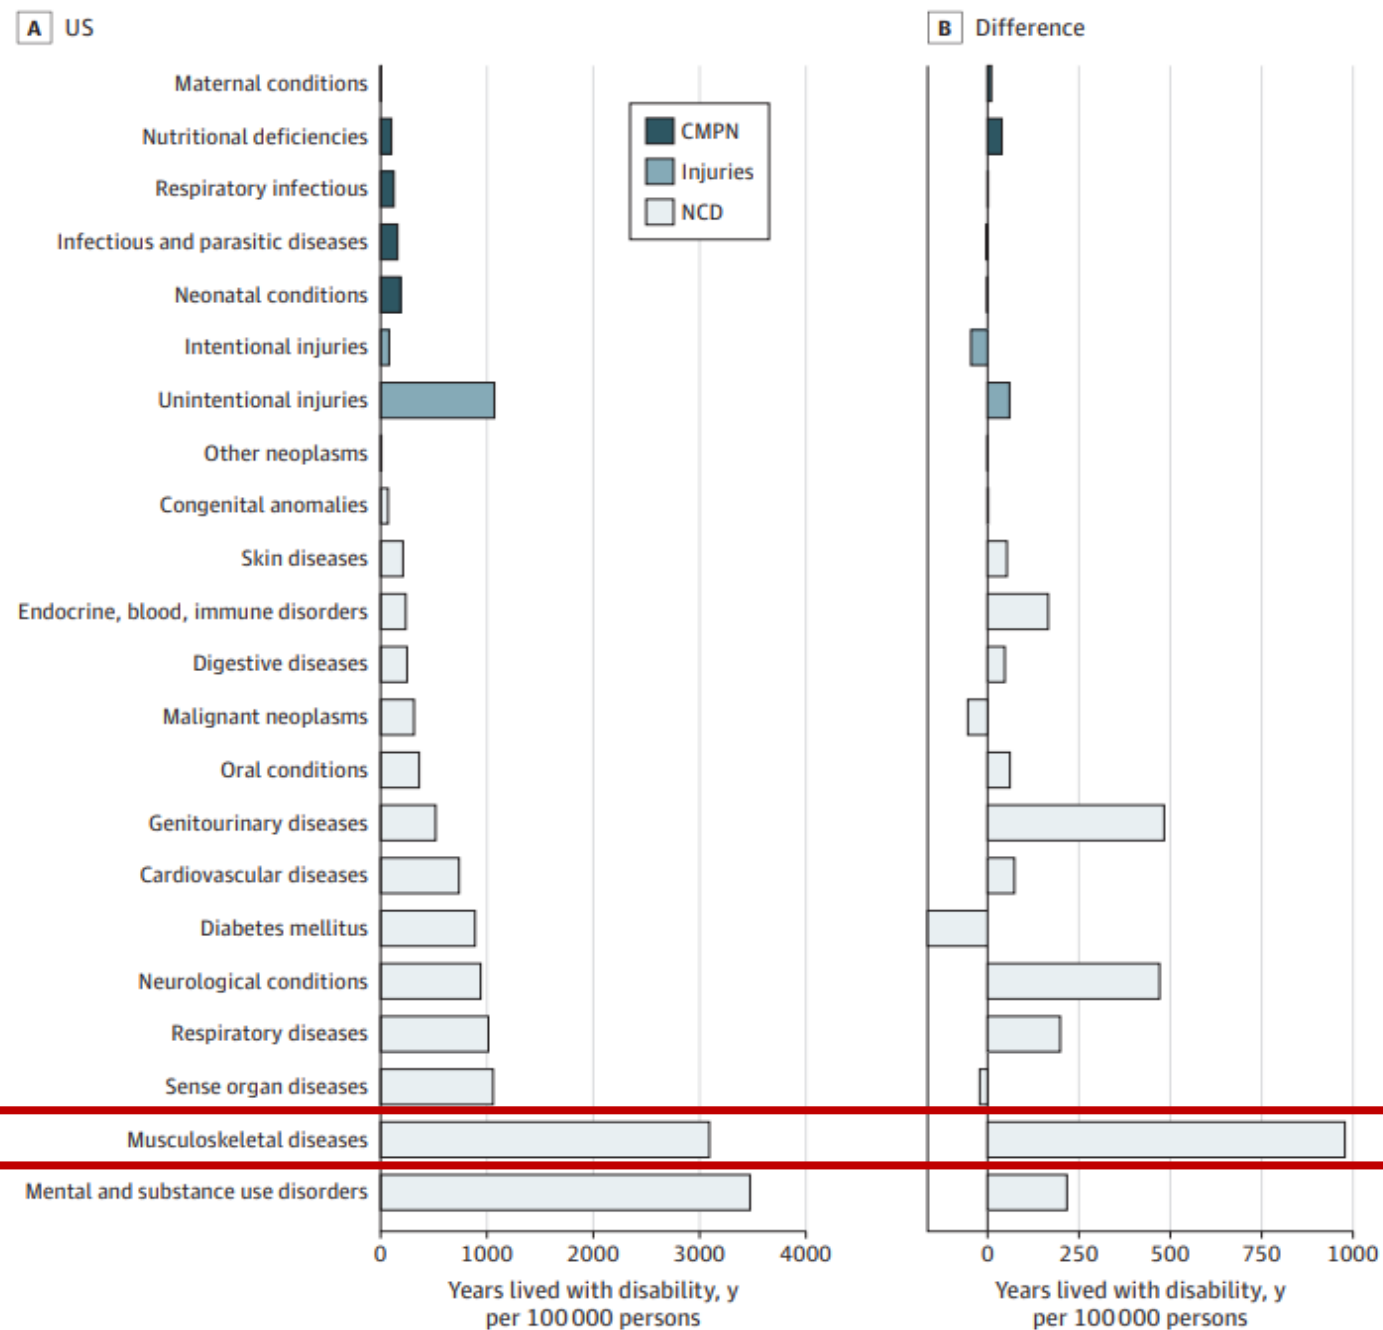 A US
B Difference
CMPN
Injuries
NCD
Maternal conditions
Nutritional deficiencies
Respiratory infectious
Infectious and parasitic diseases
Neonatal conditions
Intentional injuries
Unintentional injuries
Other neoplasms
Congenital anomalies
Skin diseases
Endocrine, blood, immune disorders
Digestive diseases
Malignant neoplasms
Oral conditions
Genitourinary diseases
Cardiovascular diseases
Diabetes mellitus
Neurological conditions
Respiratory diseases
Sense organ diseases
Musculoskeletal diseases
Mental and substance use disorders
0 1000 2000 3000 4000
Years lived with disability, y
per 100 000 persons
0 250 500 750 1000
Years lived with disability, y
per 100 000 persons